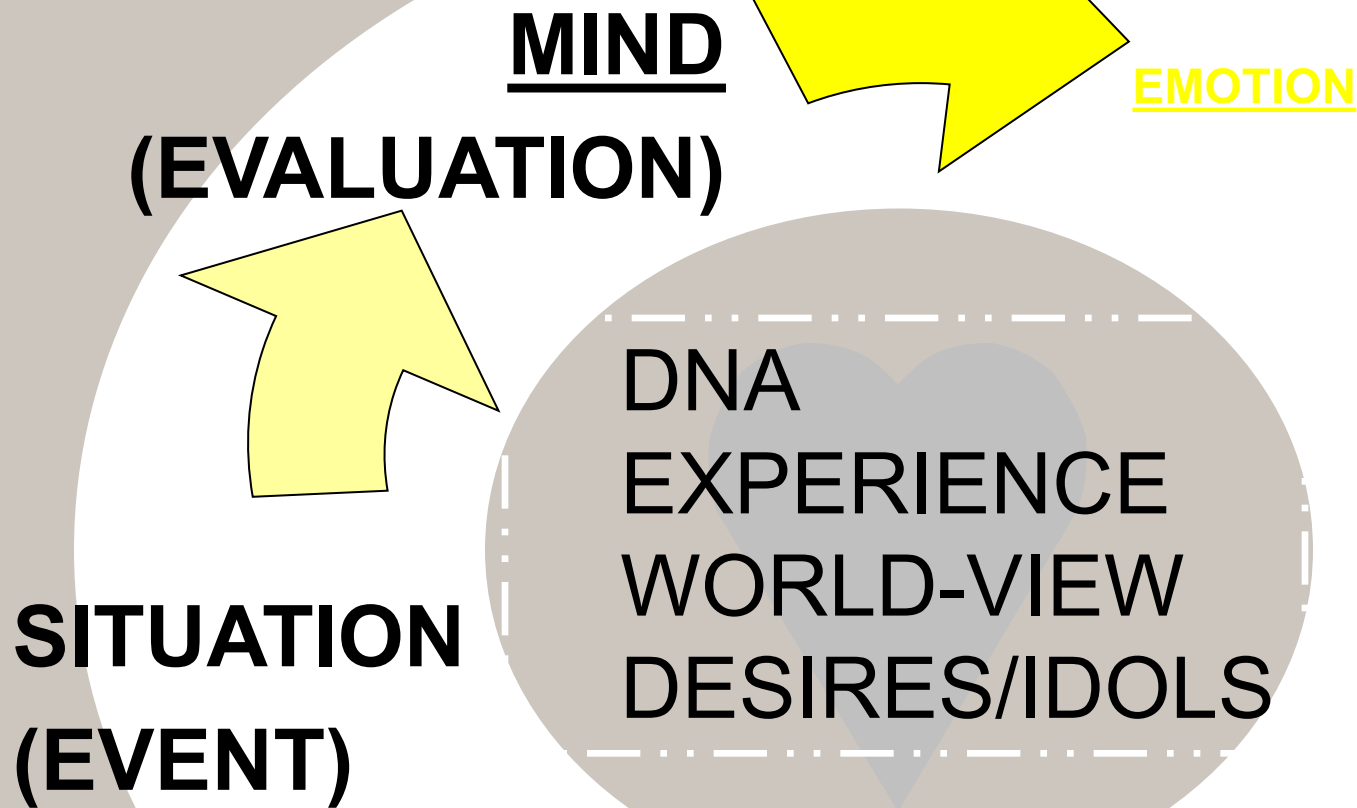 MIND
(EVALUATION)
EMOTION
DNA
EXPERIENCE
WORLD-VIEW
DESIRES/IDOLS
SITUATION
(EVENT)